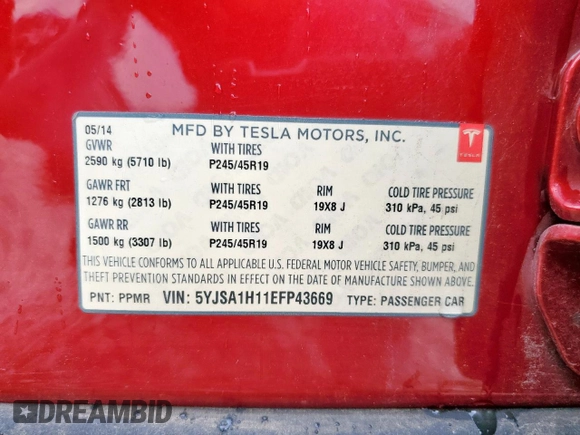 05/14 MFD BY TESLA MOTORS, INC.
GVWR WITH TIRES
2590 kg (5710 lb) P245/45R19
TESLA
GAWR FRT WITH TIRES RIM COLD TIRE PRESSURE
1276 kg (2813 lb) P245/45R19 19X8 J 310 kPa, 45 psi
GAWR RR WITH TIRES RIM COLD TIRE PRESSURE
1500 kg (3307 lb) P245/45R19 19X8 J 310 kPa, 45 psi
THIS VEHICLE CONFORMS TO ALL APPLICABLE U.S. FEDERAL MOTOR VEHICLE SAFETY, BUMPER, AND
THEFT PREVENTION STANDARDS IN EFFECT ON THE DATE OF MANUFACTURE SHOWN ABOVE.
PNT: PPMR VIN: 5YJSA1H11EFP43669 TYPE: PASSENGER CAR
DREAMBID